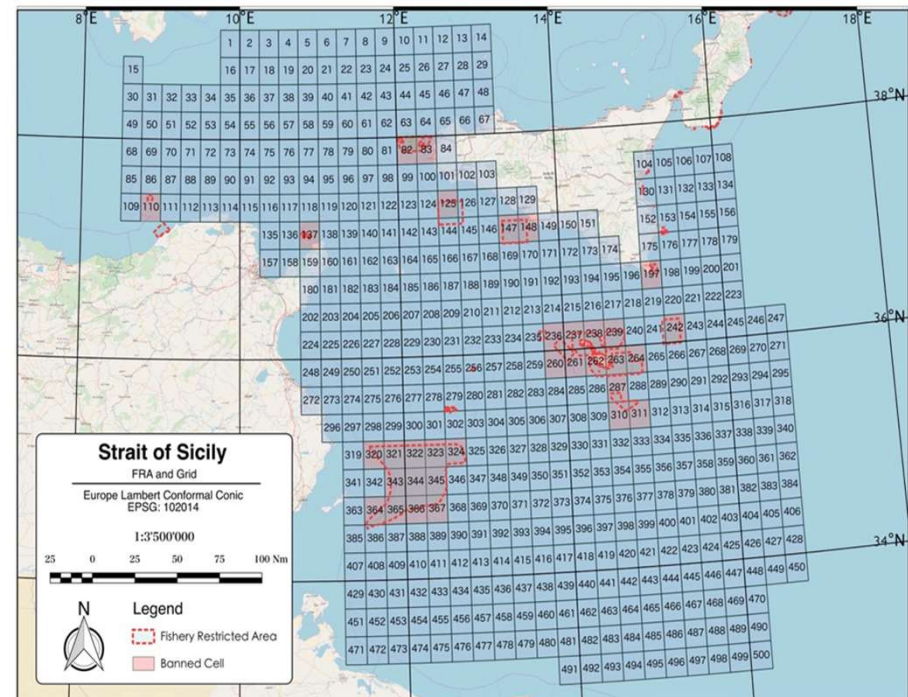 8°E 10°E 12°E 14°E 16°E 18°E
1 2 3 4 5 6 7 8 9 10 11 12 13 14
15 16 17 18 19 20 21 22 23 24 25 26 27 28 29
30 31 32 33 34 35 36 37 38 39 40 41 42 43 44 45 46 47 48
38°N
49 50 51 52 53 54 55 56 57 58 59 60 61 62 63 64 65 66 67
68 69 70 71 72 73 74 75 76 77 78 79 80 81 82 83 84
85 86 87 88 89 90 91 92 93 94 95 96 97 98 99 100 101 102 103 104 105 106 107 108
109 110 111 112 113 114 115 116 117 118 119 120 121 122 123 124 125 126 127 128 129 130 131 132 133 134
135 136 137 138 139 140 141 142 143 144 145 146 147 148 149 150 151 152 153 154 155 156
157 158 159 160 161 162 163 164 165 166 167 168 169 170 171 172 173 174 175 176 177 178 179
180 181 182 183 184 185 186 187 188 189 190 191 192 193 194 195 196 197 198 199 200 201
202 203 204 205 206 207 208 209 210 211 212 213 214 215 216 217 218 219 220 221 222 223
36°N
224 225 226 227 228 229 230 231 232 233 234 235 236 237 238 239 240 241 242 243 244 245 246 247
248 249 250 251 252 253 254 255 256 257 258 259 260 261 262 263 264 265 266 267 268 269 270 271
272 273 274 275 276 277 278 279 280 281 282 283 284 285 286 287 288 289 290 291 292 293 294 295
296 297 298 299 300 301 302 303 304 305 306 307 308 309 310 311 312 313 314 315 316 317 318
319 320 321 322 323 324 325 326 327 328 329 330 331 332 333 334 335 336 337 338 339 340
341 342 343 344 345 346 347 348 349 350 351 352 353 354 355 356 357 358 359 360 361 362
363 364 365 366 367 368 369 370 371 372 373 374 375 376 377 378 379 380 381 382 383 384
385 386 387 388 389 390 391 392 393 394 395 396 397 398 399 400 401 402 403 404 405 406
34°N
407 408 409 410 411 412 413 414 415 416 417 418 419 420 421 422 423 424 425 426 427 428
429 430 431 432 433 434 435 436 437 438 439 440 441 442 443 444 445 446 447 448 449 450
451 452 453 454 455 456 457 458 459 460 461 462 463 464 465 466 467 468 469 470
471 472 473 474 475 476 477 478 479 480 481 482 483 484 485 486 487 488 489 490
491 492 493 494 495 496 497 498 499 500
Strait of Sicily
FRA and Grid
Europe Lambert Conformal Conic
EPSG: 102014
1:3'500'000
25 0 25 50 75 100 Nm
N
Legend
Fishery Restricted Area
Banned Cell